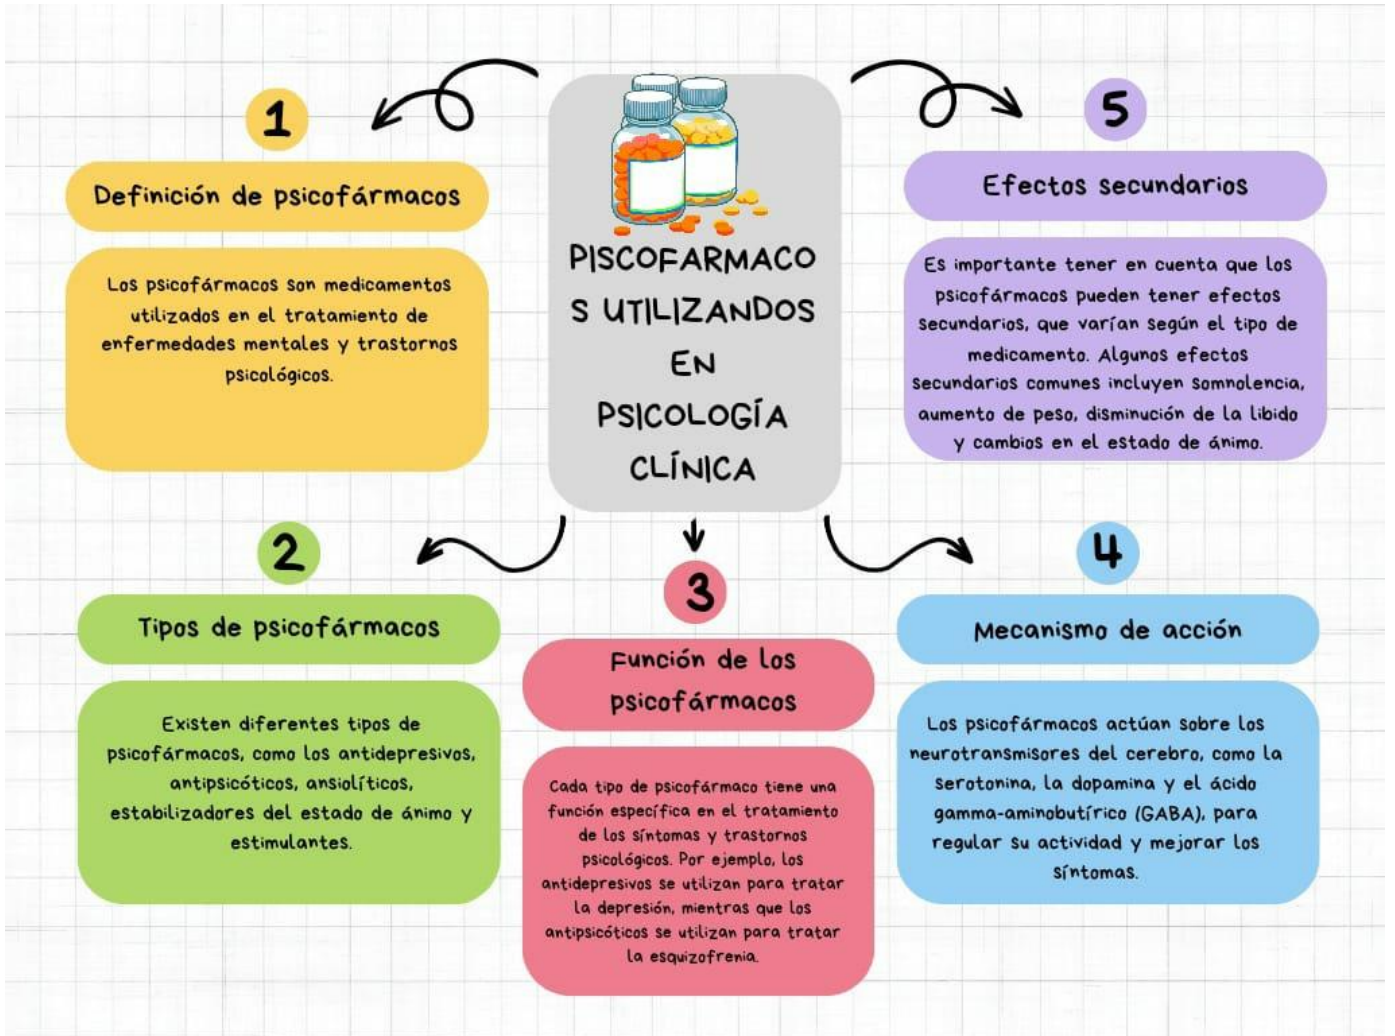 PISCOFARMACO
S UTILIZANDOS
EN
PSICOLOGÍA
CLÍNICA
1
Definición de psicofármacos
Los psicofármacos son medicamentos
utilizados en el tratamiento de
enfermedades mentales y trastornos
psicológicos.
2
Tipos de psicofármacos
Existen diferentes tipos de
psicofármacos, como los antidepresivos,
antipsicóticos, ansiolíticos,
estabilizadores del estado de ánimo y
estimulantes.
3
Función de los
psicofármacos
Cada tipo de psicofármaco tiene una
función específica en el tratamiento
de los síntomas y trastornos
psicológicos. Por ejemplo, los
antidepresivos se utilizan para tratar
la depresión, mientras que los
antipsicóticos se utilizan para tratar
la esquizofrenia.
4
Mecanismo de acción
Los psicofármacos actúan sobre los
neurotransmisores del cerebro, como la
serotonina, la dopamina y el ácido
gamma-aminobutírico (GABA), para
regular su actividad y mejorar los
síntomas.
5
Efectos secundarios
Es importante tener en cuenta que los
psicofármacos pueden tener efectos
secundarios, que varían según el tipo de
medicamento. Algunos efectos
secundarios comunes incluyen somnolencia,
aumento de peso, disminución de la libido
y cambios en el estado de ánimo.